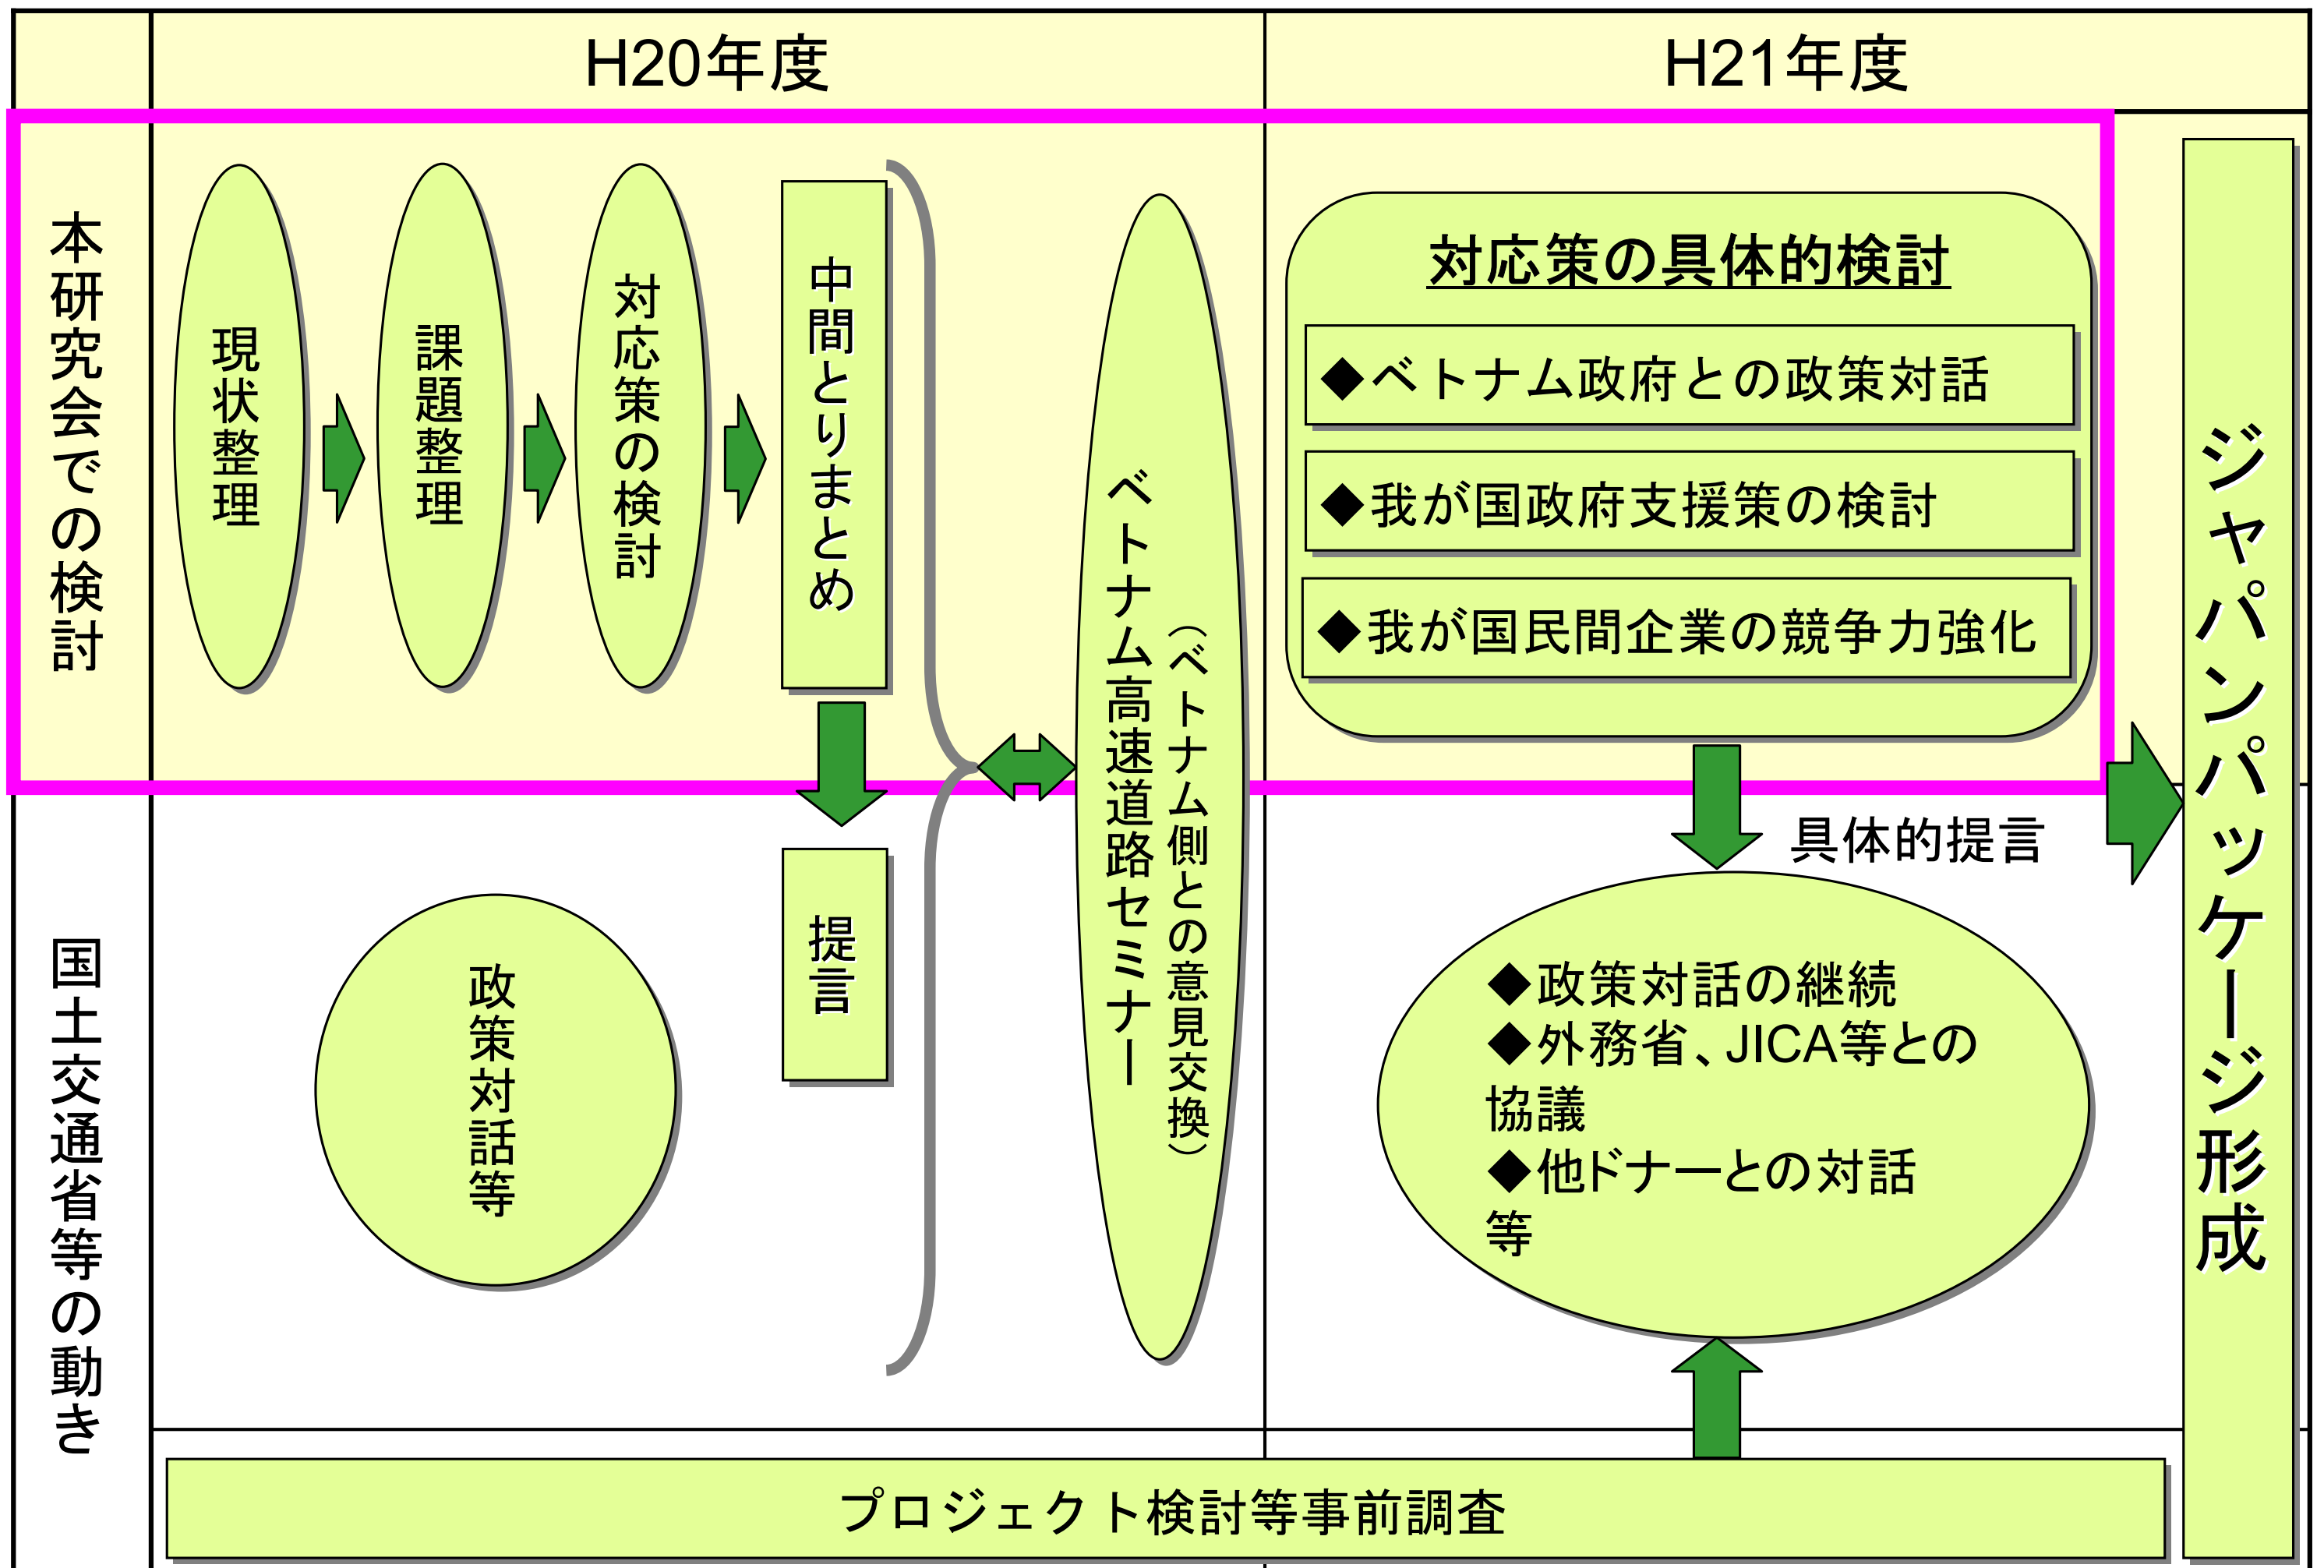 H20年度
H21年度
本研究会での検討
現状整理
課題整理
対応策の検討
中間とりまとめ
ベトナム高速道路セミナー
（ベトナム側との意見交換）
対応策の具体的検討
◆ベトナム政府との政策対話
◆我が国政府支援策の検討
◆我が国民間企業の競争力強化
ジャパンパッケージ形成
国土交通省等の動き
政策対話等
提言
具体的提言
◆政策対話の継続
◆外務省、JICA等との
協議
◆他ドナーとの対話
等
プロジェクト検討等事前調査